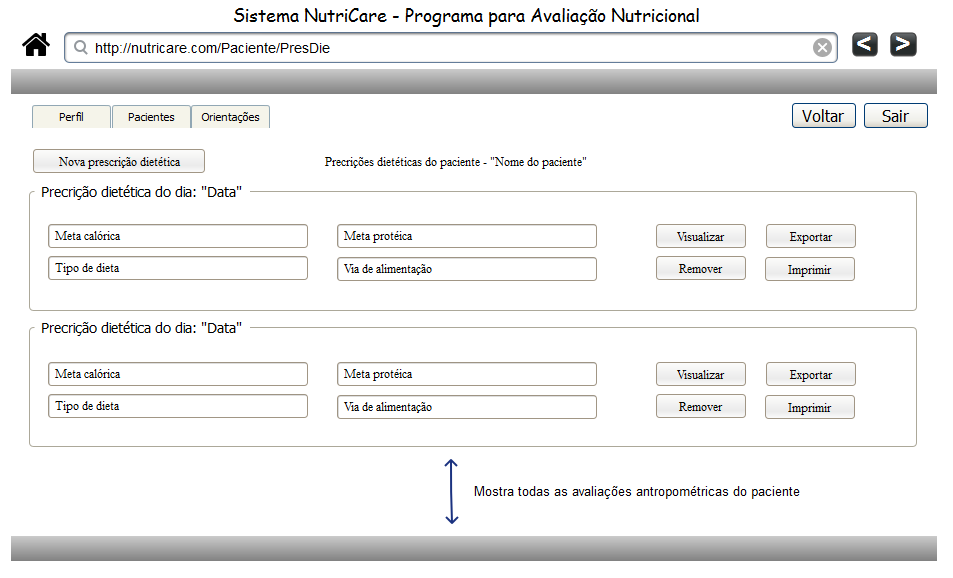 Sistema NutriCare - Programa para Avaliação Nutricional
http://nutricare.com/Paciente/PresDie
< >
Perfil Pacientes Orientações Voltar Sair
Nova prescrição dietética Precrições dietéticas do paciente - "Nome do paciente"
Precrição dietética do dia: "Data"
Meta calórica Meta protéica Visualizar Exportar
Tipo de dieta Via de alimentação Remover Imprimir
Precrição dietética do dia: "Data"
Meta calórica Meta protéica Visualizar Exportar
Tipo de dieta Via de alimentação Remover Imprimir
Mostra todas as avaliações antropométricas do paciente